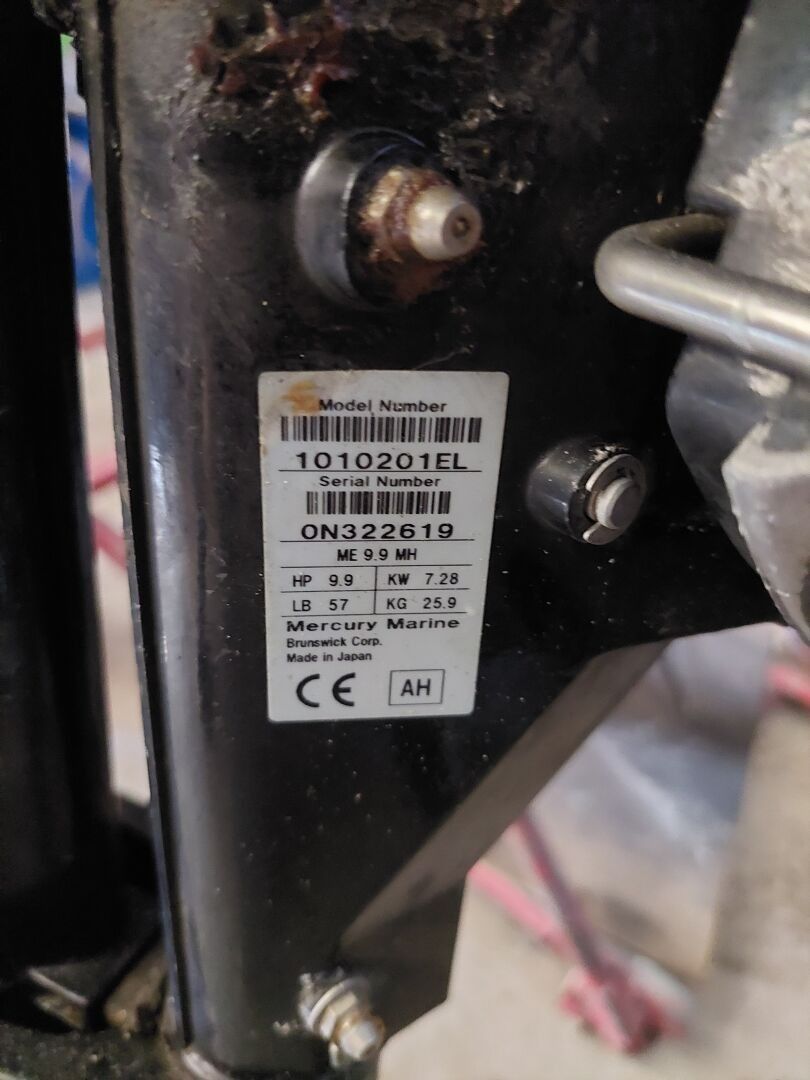 Model Number
1010201EL
Serial Number
0N322619
ME 9.9 MH
HP 9.9 KW 7.28
LB 57 KG 25.9
Mercury Marine
Brunswick Corp.
Made in Japan
CE AH